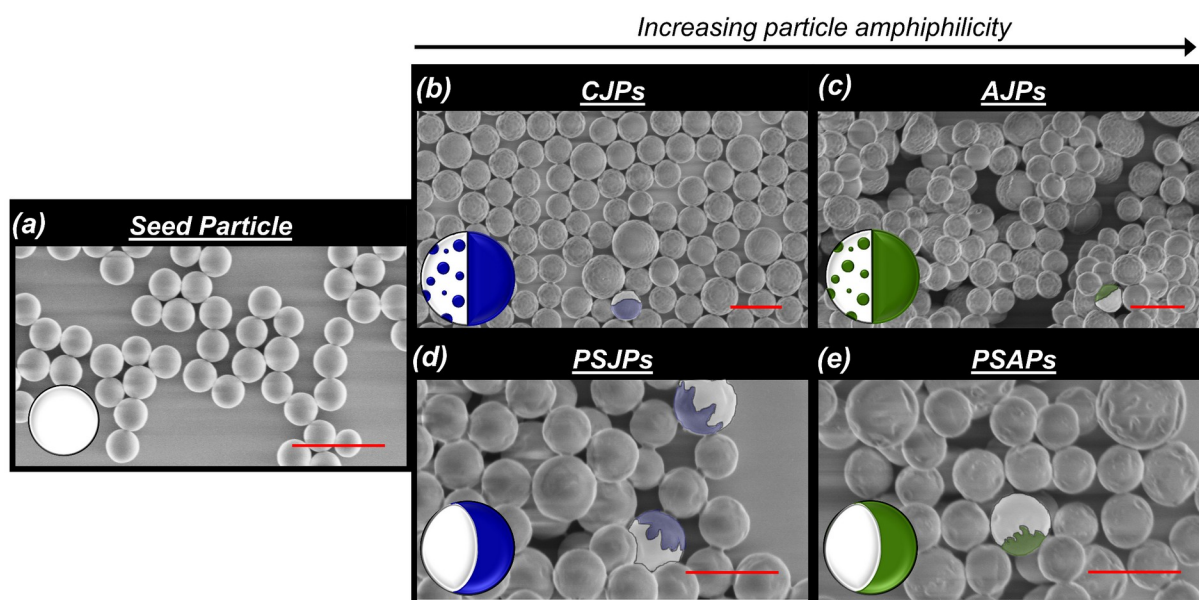 Increasing particle amphiphilicity
(b) CJPs
(c) AJPs
(a) Seed Particle
(d) PSJPs
(e) PSAPs